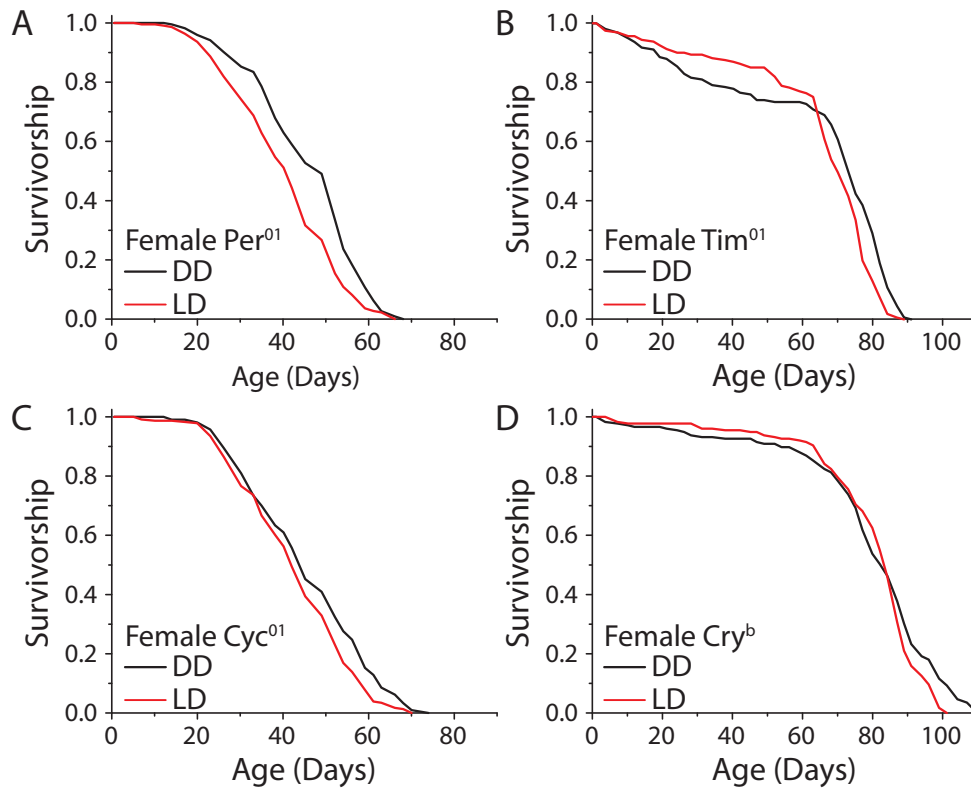 A
1.0
0.8
0.6
0.4
0.2
0.0
Survivorship
Female Per⁰¹
DD
LD
0 20 40 60 80
Age (Days)
B
1.0
0.8
0.6
0.4
0.2
0.0
Survivorship
Female Tim⁰¹
DD
LD
0 20 40 60 80 100
Age (Days)
C
1.0
0.8
0.6
0.4
0.2
0.0
Survivorship
Female Cyc⁰¹
DD
LD
0 20 40 60 80
Age (Days)
D
1.0
0.8
0.6
0.4
0.2
0.0
Survivorship
Female Cryᵇ
DD
LD
0 20 40 60 80 100
Age (Days)